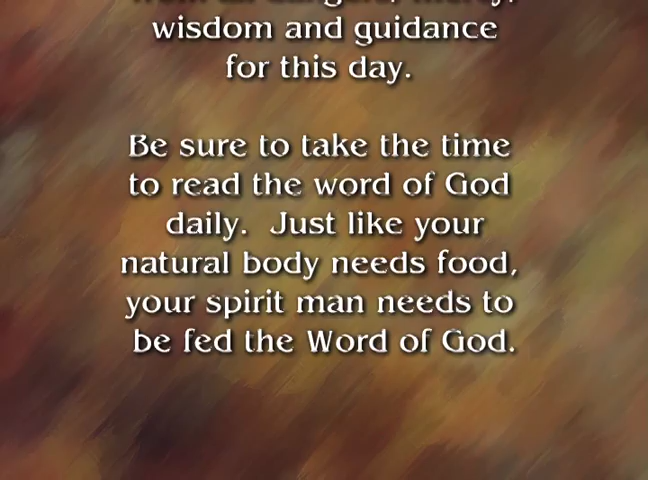 wisdom and guidance
for this day.
Be sure to take the time
to read the word of God
daily. Just like your
natural body needs food,
your spirit man needs to
be fed the Word of God.